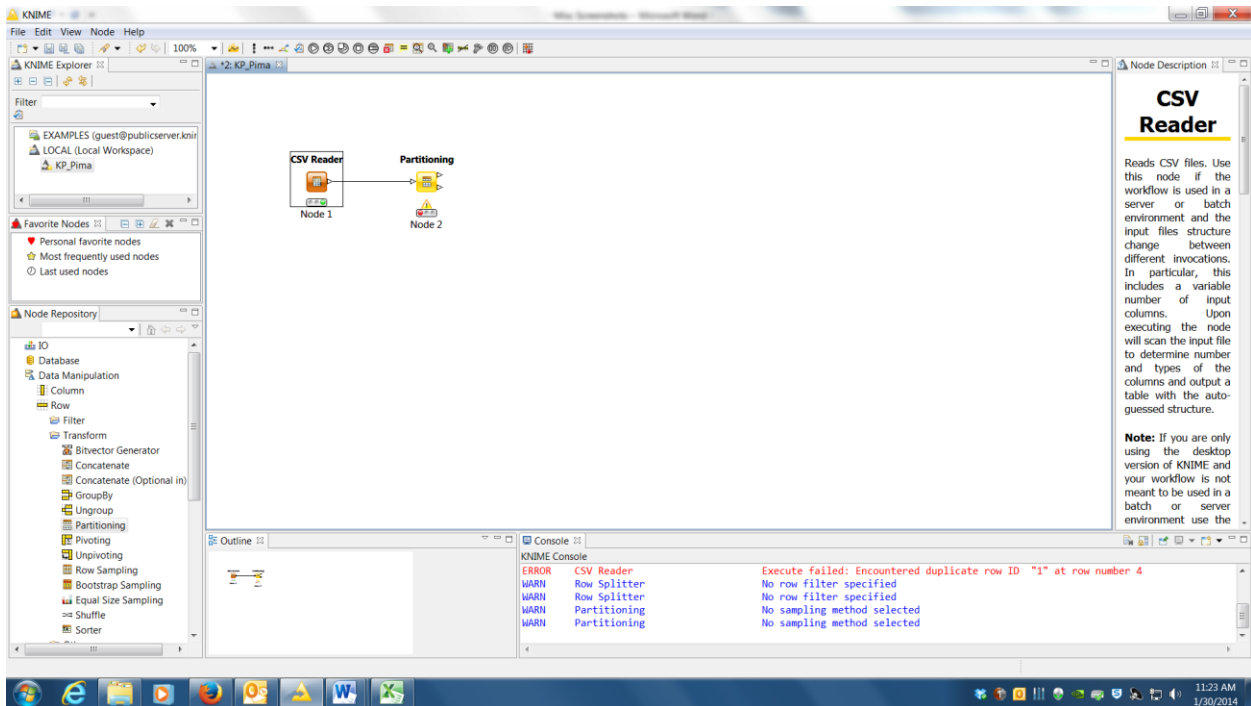 KNIME
Mac Screenshots - Microsoft Word
File Edit View Node Help
100%
KNIME Explorer
*2: KP_Pima
Node Description
Filter
EXAMPLES (guest@publicserver.knir
LOCAL (Local Workspace)
KP_Pima
Favorite Nodes
Personal favorite nodes
Most frequently used nodes
Last used nodes
Node Repository
IO
Database
Data Manipulation
Column
Row
Filter
Transform
Bitvector Generator
Concatenate
Concatenate (Optional in)
GroupBy
Ungroup
Partitioning
Pivoting
Unpivoting
Row Sampling
Bootstrap Sampling
Equal Size Sampling
Shuffle
Sorter
CSV Reader
Node 1
Partitioning
Node 2
CSV
Reader
Reads CSV files. Use
this node if the
workflow is used in a
server or batch
environment and the
input files structure
change between
different invocations.
In particular, this
includes a variable
number of input
columns. Upon
executing the node
will scan the input file
to determine number
and types of the
columns and output a
table with the auto-
guessed structure.
Note: If you are only
using the desktop
version of KNIME and
your workflow is not
meant to be used in a
batch or server
environment use the
Outline
Console
KNIME Console
ERROR CSV Reader Execute failed: Encountered duplicate row ID "1" at row number 4
WARN Row Splitter No row filter specified
WARN Row Splitter No row filter specified
WARN Partitioning No sampling method selected
WARN Partitioning No sampling method selected
11:23 AM
1/30/2014